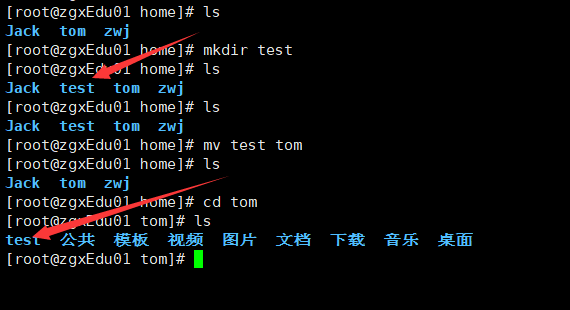 [root@zgxEdu01 home]# ls
Jack tom zwj
[root@zgxEdu01 home]# mkdir test
[root@zgxEdu01 home]# ls
Jack test tom zwj
[root@zgxEdu01 home]# ls
Jack test tom zwj
[root@zgxEdu01 home]# mv test tom
[root@zgxEdu01 home]# ls
Jack tom zwj
[root@zgxEdu01 home]# cd tom
[root@zgxEdu01 tom]# ls
test 公共 模板 视频 图片 文档 下载 音乐 桌面
[root@zgxEdu01 tom]#